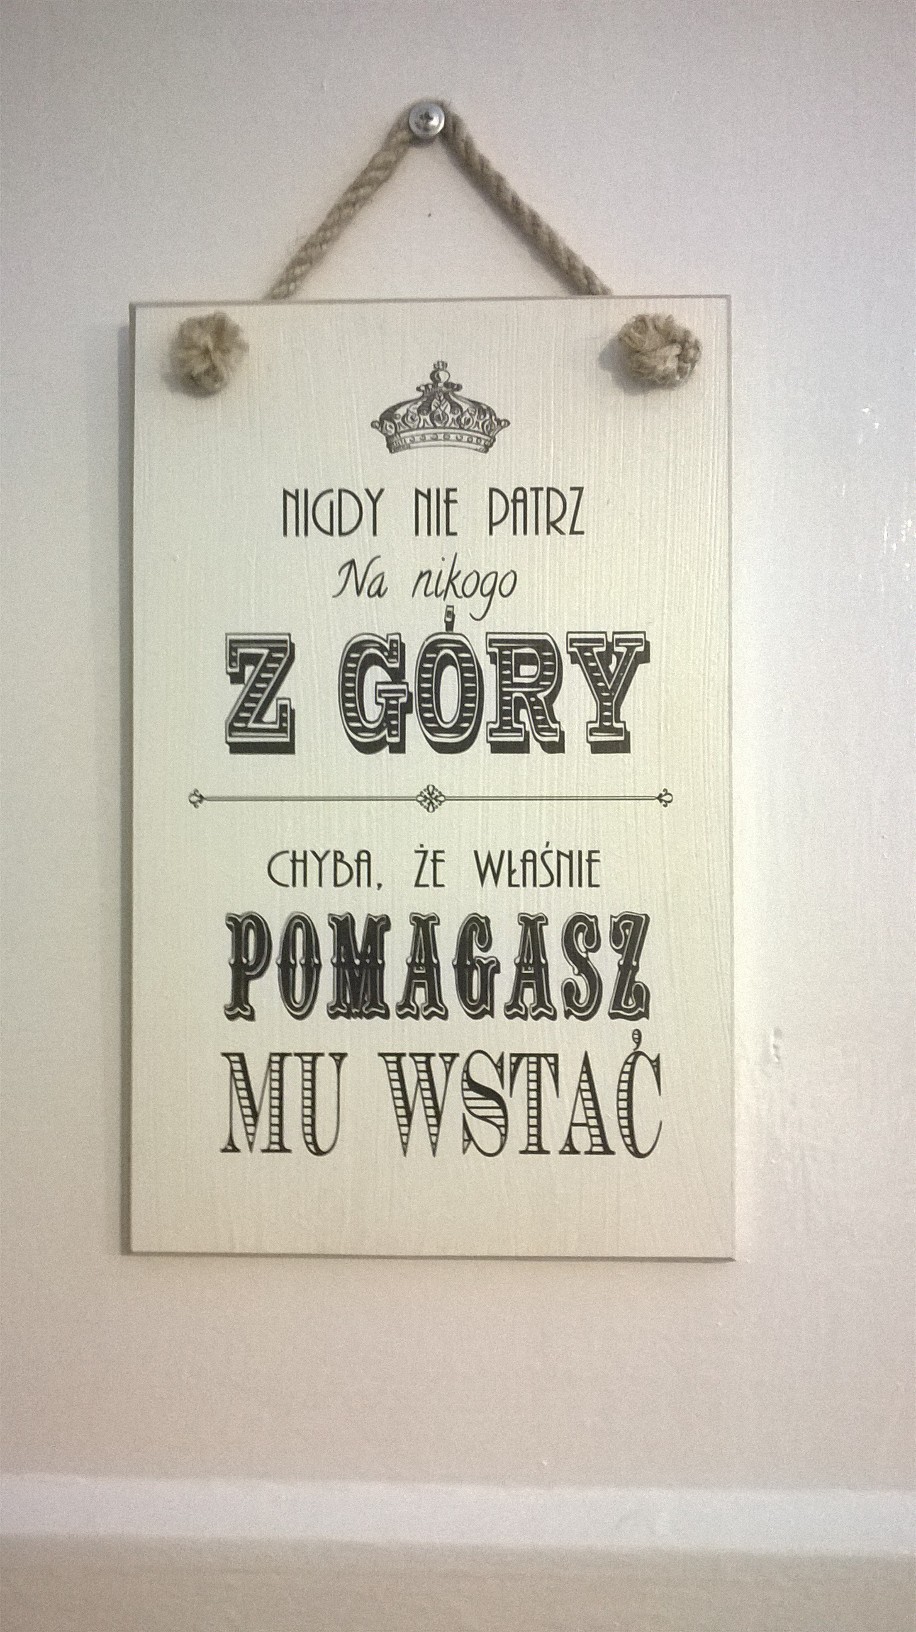 NIGDY NIE PATRZ
Na nikogo
Z GÓRY
CHYBA, ŻE WŁAŚNIE
POMAGASZ
MU WSTAĆ